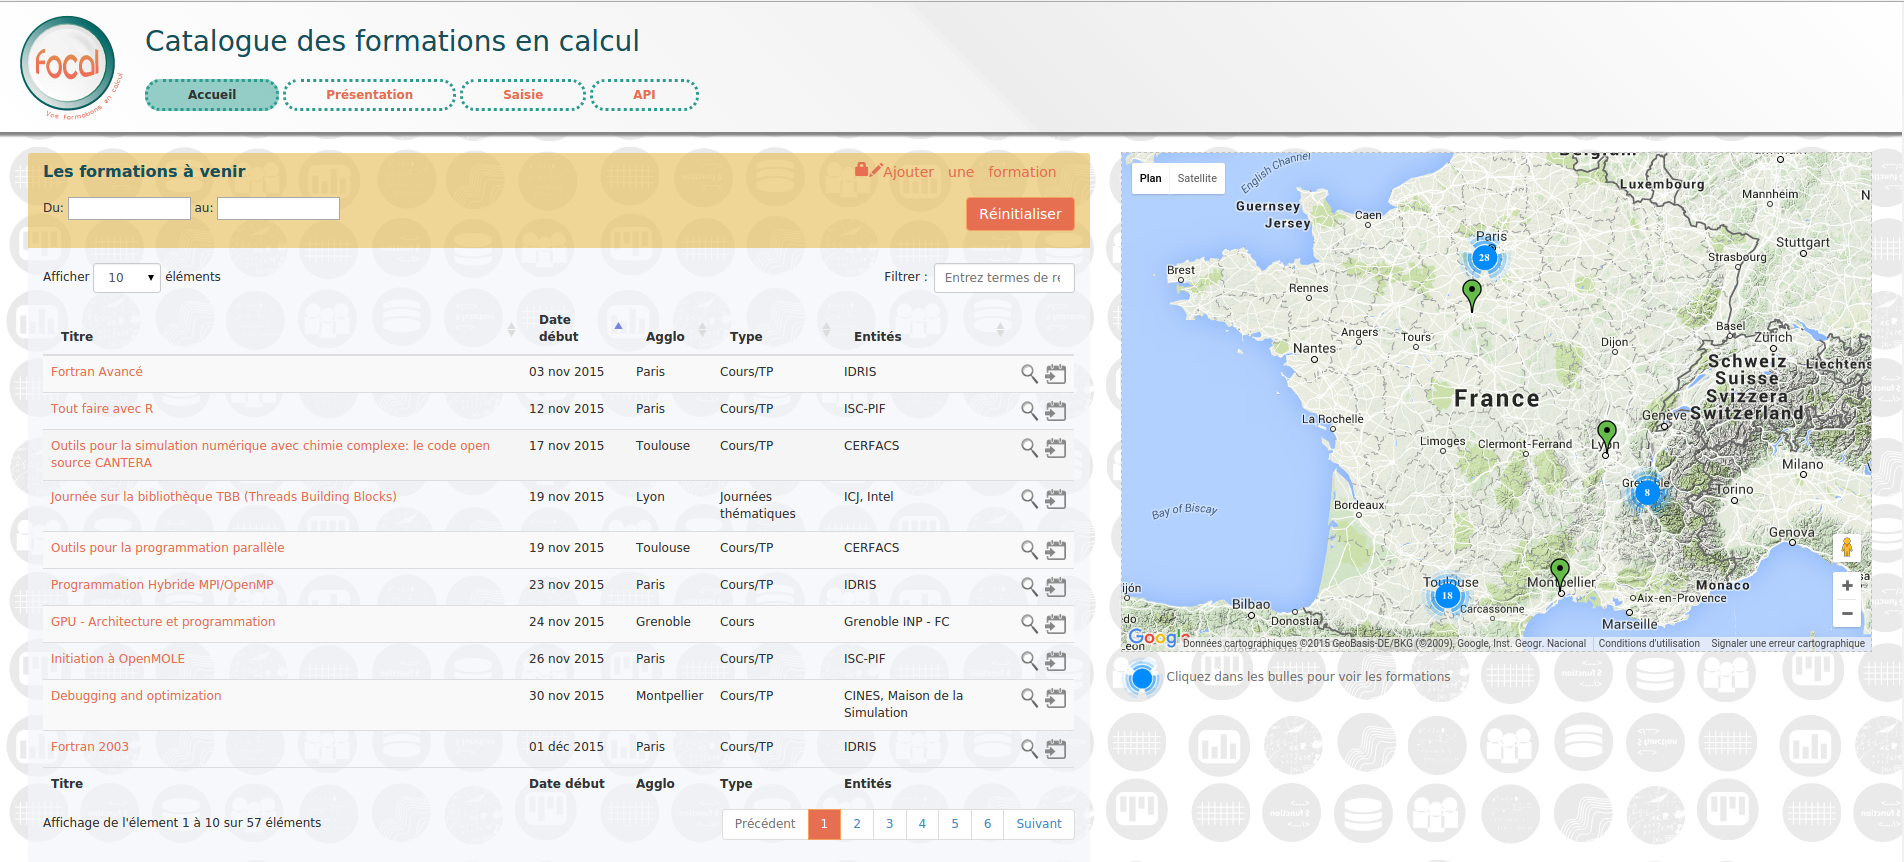 focal
Vos formations en calcul
Catalogue des formations en calcul
Accueil
Présentation
Saisie
API
Les formations à venir
Ajouter une formation
Du:
au:
Réinitialiser
Afficher 10 éléments
Filtrer :
Entrez termes de re
Titre
Date
début
Agglo
Type
Entités
Fortran Avancé 03 nov 2015 Paris Cours/TP IDRIS
Tout faire avec R 12 nov 2015 Paris Cours/TP ISC-PIF
Outils pour la simulation numérique avec chimie complexe: le code open 17 nov 2015 Toulouse Cours/TP CERFACS
source CANTERA
Journée sur la bibliothèque TBB (Threads Building Blocks) 19 nov 2015 Lyon Journées ICJ, Intel
thématiques
Outils pour la programmation parallèle 19 nov 2015 Toulouse Cours/TP CERFACS
Programmation Hybride MPI/OpenMP 23 nov 2015 Paris Cours/TP IDRIS
GPU - Architecture et programmation 24 nov 2015 Grenoble Cours Grenoble INP - FC
Initiation à OpenMOLE 26 nov 2015 Paris Cours/TP ISC-PIF
Debugging and optimization 30 nov 2015 Montpellier Cours/TP CINES, Maison de la
Simulation
Fortran 2003 01 déc 2015 Paris Cours/TP IDRIS
Titre Date début Agglo Type Entités
Affichage de l'élement 1 à 10 sur 57 éléments
Précédent 1 2 3 4 5 6 Suivant
Plan Satellite
English Channel
Belgium
Luxembourg
Mannheim
Guernsey
Jersey
Caen
Paris
28
Stuttgart
Strasbourg
Brest
Rennes
Angers
Tours
Nantes
Dijon
Basel
Zürich
Schweiz
Suisse
Svizzera
Switzerland
Liechtens
France
La Rochelle
Limoges
Clermont-Ferrand
Genève
Lyon
Milano
Grenoble
8
Torino
Bordeaux
Bay of Biscay
Genova
Toulouse
18
Montpellier
Monaco
Carcassonne
Aix-en-Provence
Marseille
ijón
Bilbao
Donostia
León
Google
Données cartographiques ©2015 GeoBasis-DE/BKG (©2009), Google, Inst. Geogr. Nacional
Conditions d'utilisation
Signaler une erreur cartographique
Cliquez dans les bulles pour voir les formations